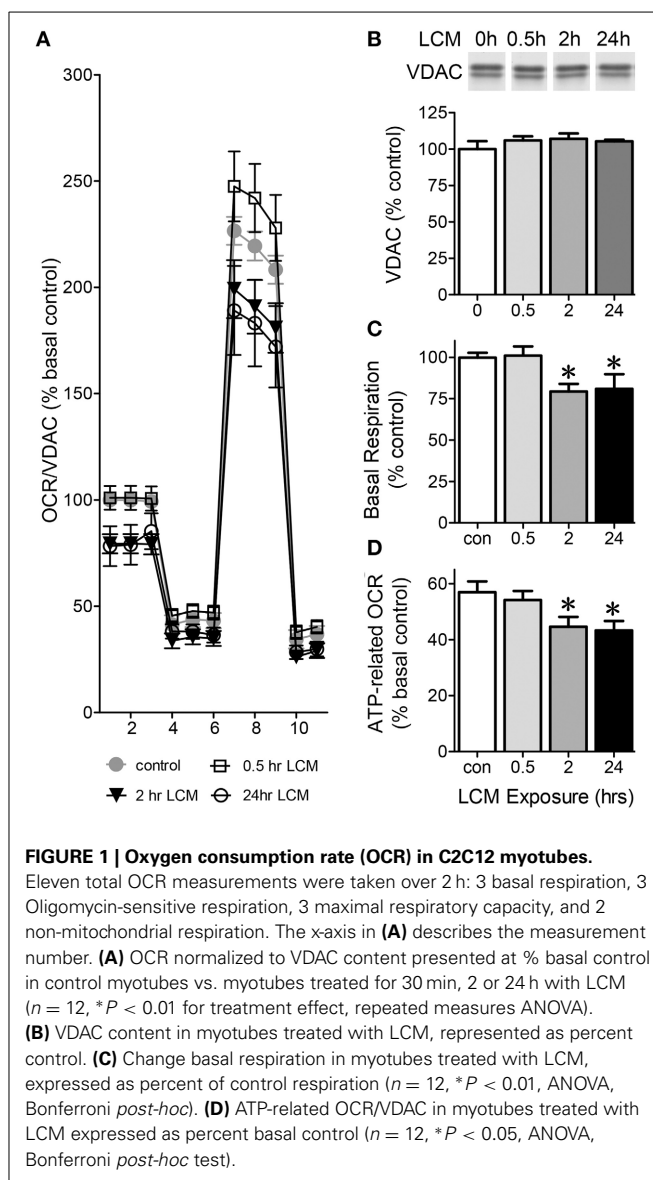 A
300
250
200
150
100
50
0
OCR/VDAC (% basal control)
2 4 6 8 10
control 0.5 hr LCM
2 hr LCM 24hr LCM
B
LCM 0h 0.5h 2h 24h
VDAC
125
100
75
50
25
0
VDAC (% control)
0 0.5 2 24
C
100
75
50
25
0
Basal Respiration
(% control)
* *
con 0.5 2 24
D
60
40
20
0
ATP-related OCR
(% basal control)
* *
con 0.5 2 24
LCM Exposure (hrs)
FIGURE 1 | Oxygen consumption rate (OCR) in C2C12 myotubes.
Eleven total OCR measurements were taken over 2 h: 3 basal respiration, 3
Oligomycin-sensitive respiration, 3 maximal respiratory capacity, and 2
non-mitochondrial respiration. The x-axis in (A) describes the measurement
number. (A) OCR normalized to VDAC content presented at % basal control
in control myotubes vs. myotubes treated for 30 min, 2 or 24 h with LCM
(n = 12, *P < 0.01 for treatment effect, repeated measures ANOVA).
(B) VDAC content in myotubes treated with LCM, represented as percent
control. (C) Change basal respiration in myotubes treated with LCM,
expressed as percent of control respiration (n = 12, *P < 0.01, ANOVA,
Bonferroni post-hoc). (D) ATP-related OCR/VDAC in myotubes treated with
LCM expressed as percent basal control (n = 12, *P < 0.05, ANOVA,
Bonferroni post-hoc test).